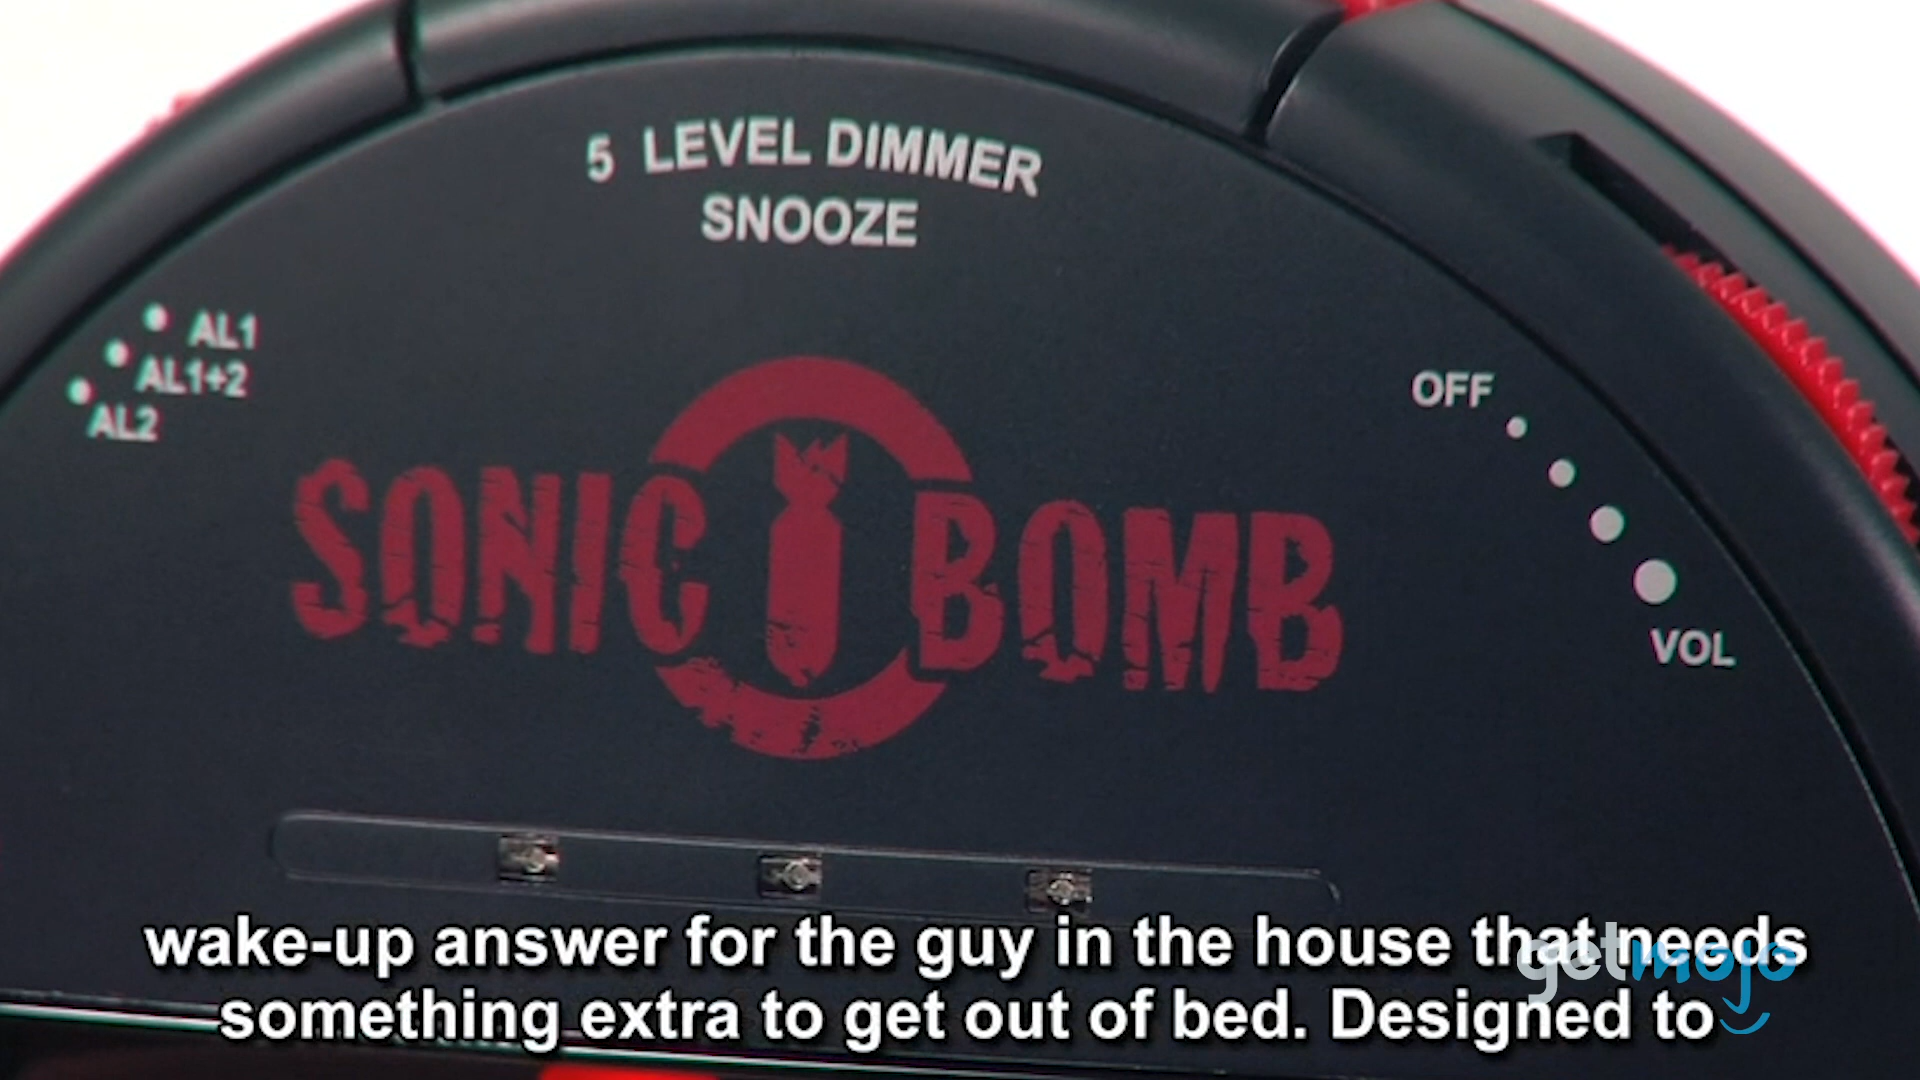 5 LEVEL DIMMER
SNOOZE
AL1
AL1+2
AL2
OFF
VOL
SONIC BOMB
wake-up answer for the guy in the house that needs
something extra to get out of bed. Designed to
getmojo